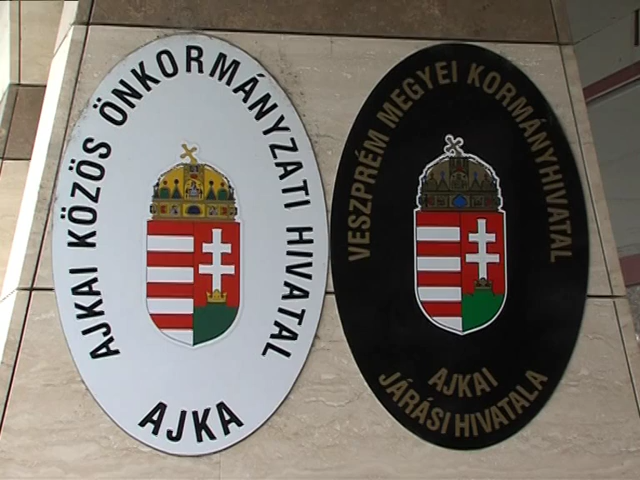 AJKAI KÖZÖS ÖNKORMÁNYZATI HIVATAL
AJKA
VESZPRÉM MEGYEI KORMÁNYHIVATAL
AJKAI
JÁRÁSI HIVATALA